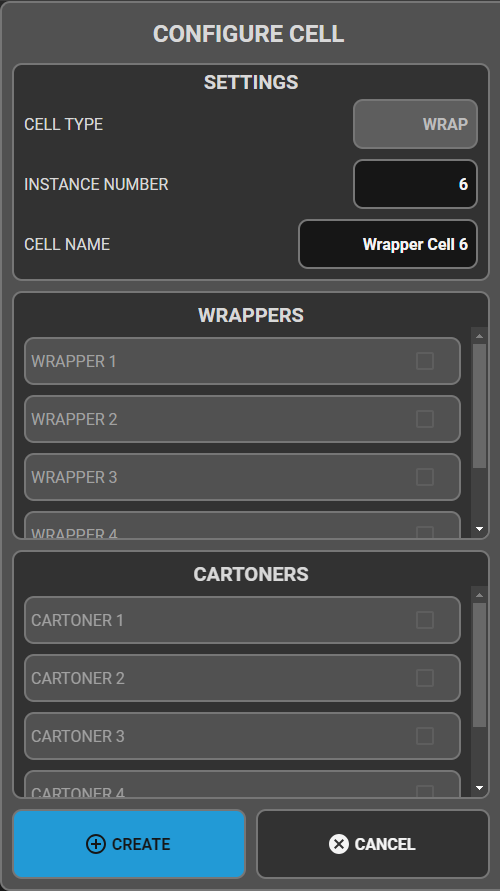 CONFIGURE CELL
SETTINGS
CELL TYPE WRAP
INSTANCE NUMBER 6
CELL NAME Wrapper Cell 6
WRAPPERS
WRAPPER 1
WRAPPER 2
WRAPPER 3
WRAPPER 4
CARTONERS
CARTONER 1
CARTONER 2
CARTONER 3
CARTONER 4
CREATE CANCEL